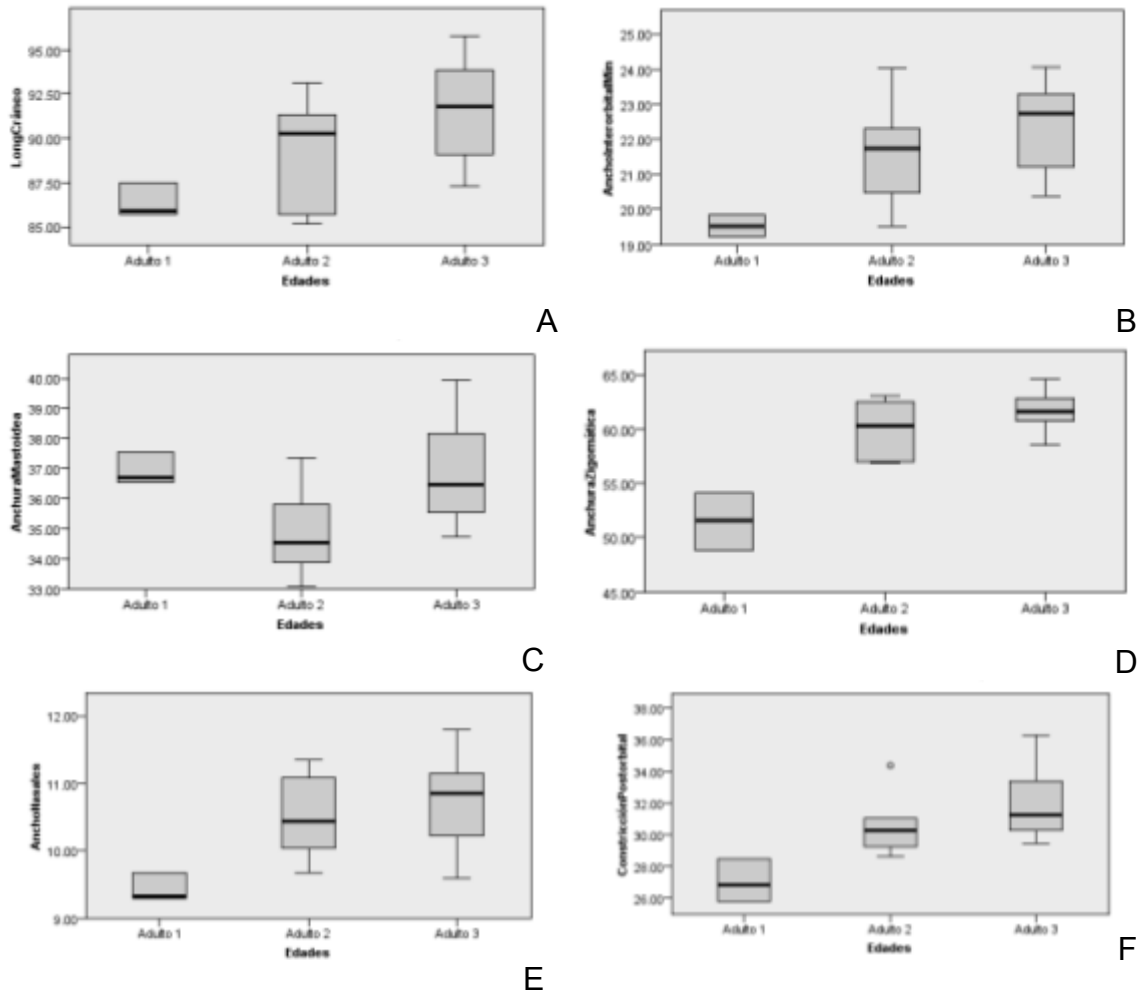 LongCráneo
95.00
92.50
90.00
87.50
85.00
Adulto 1
Adulto 2
Adulto 3
Edades
A
AnchoInterorbitalMin
25.00
24.00
23.00
22.00
21.00
20.00
19.00
Adulto 1
Adulto 2
Adulto 3
Edades
B
AnchuraMastoidea
40.00
39.00
38.00
37.00
36.00
35.00
34.00
33.00
Adulto 1
Adulto 2
Adulto 3
Edades
C
AnchuraZigomática
65.00
60.00
55.00
50.00
45.00
Adulto 1
Adulto 2
Adulto 3
Edades
D
AnchoNasales
12.00
11.00
10.00
9.00
Adulto 1
Adulto 2
Adulto 3
Edades
E
ConstricciónPostorbital
38.00
36.00
34.00
32.00
30.00
28.00
26.00
Adulto 1
Adulto 2
Adulto 3
Edades
F